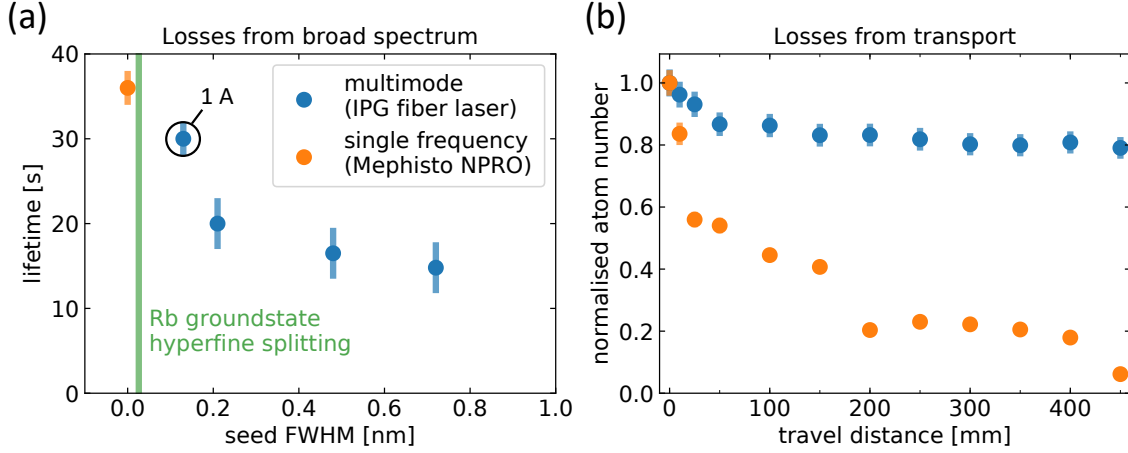 (a)
Losses from broad spectrum
40
30
20
10
0
lifetime [s]
1 A
multimode
(IPG fiber laser)
single frequency
(Mephisto NPRO)
Rb groundstate
hyperfine splitting
0.0 0.2 0.4 0.6 0.8 1.0
seed FWHM [nm]
(b)
Losses from transport
1.0
0.8
0.6
0.4
0.2
0.0
normalised atom number
0 100 200 300 400
travel distance [mm]